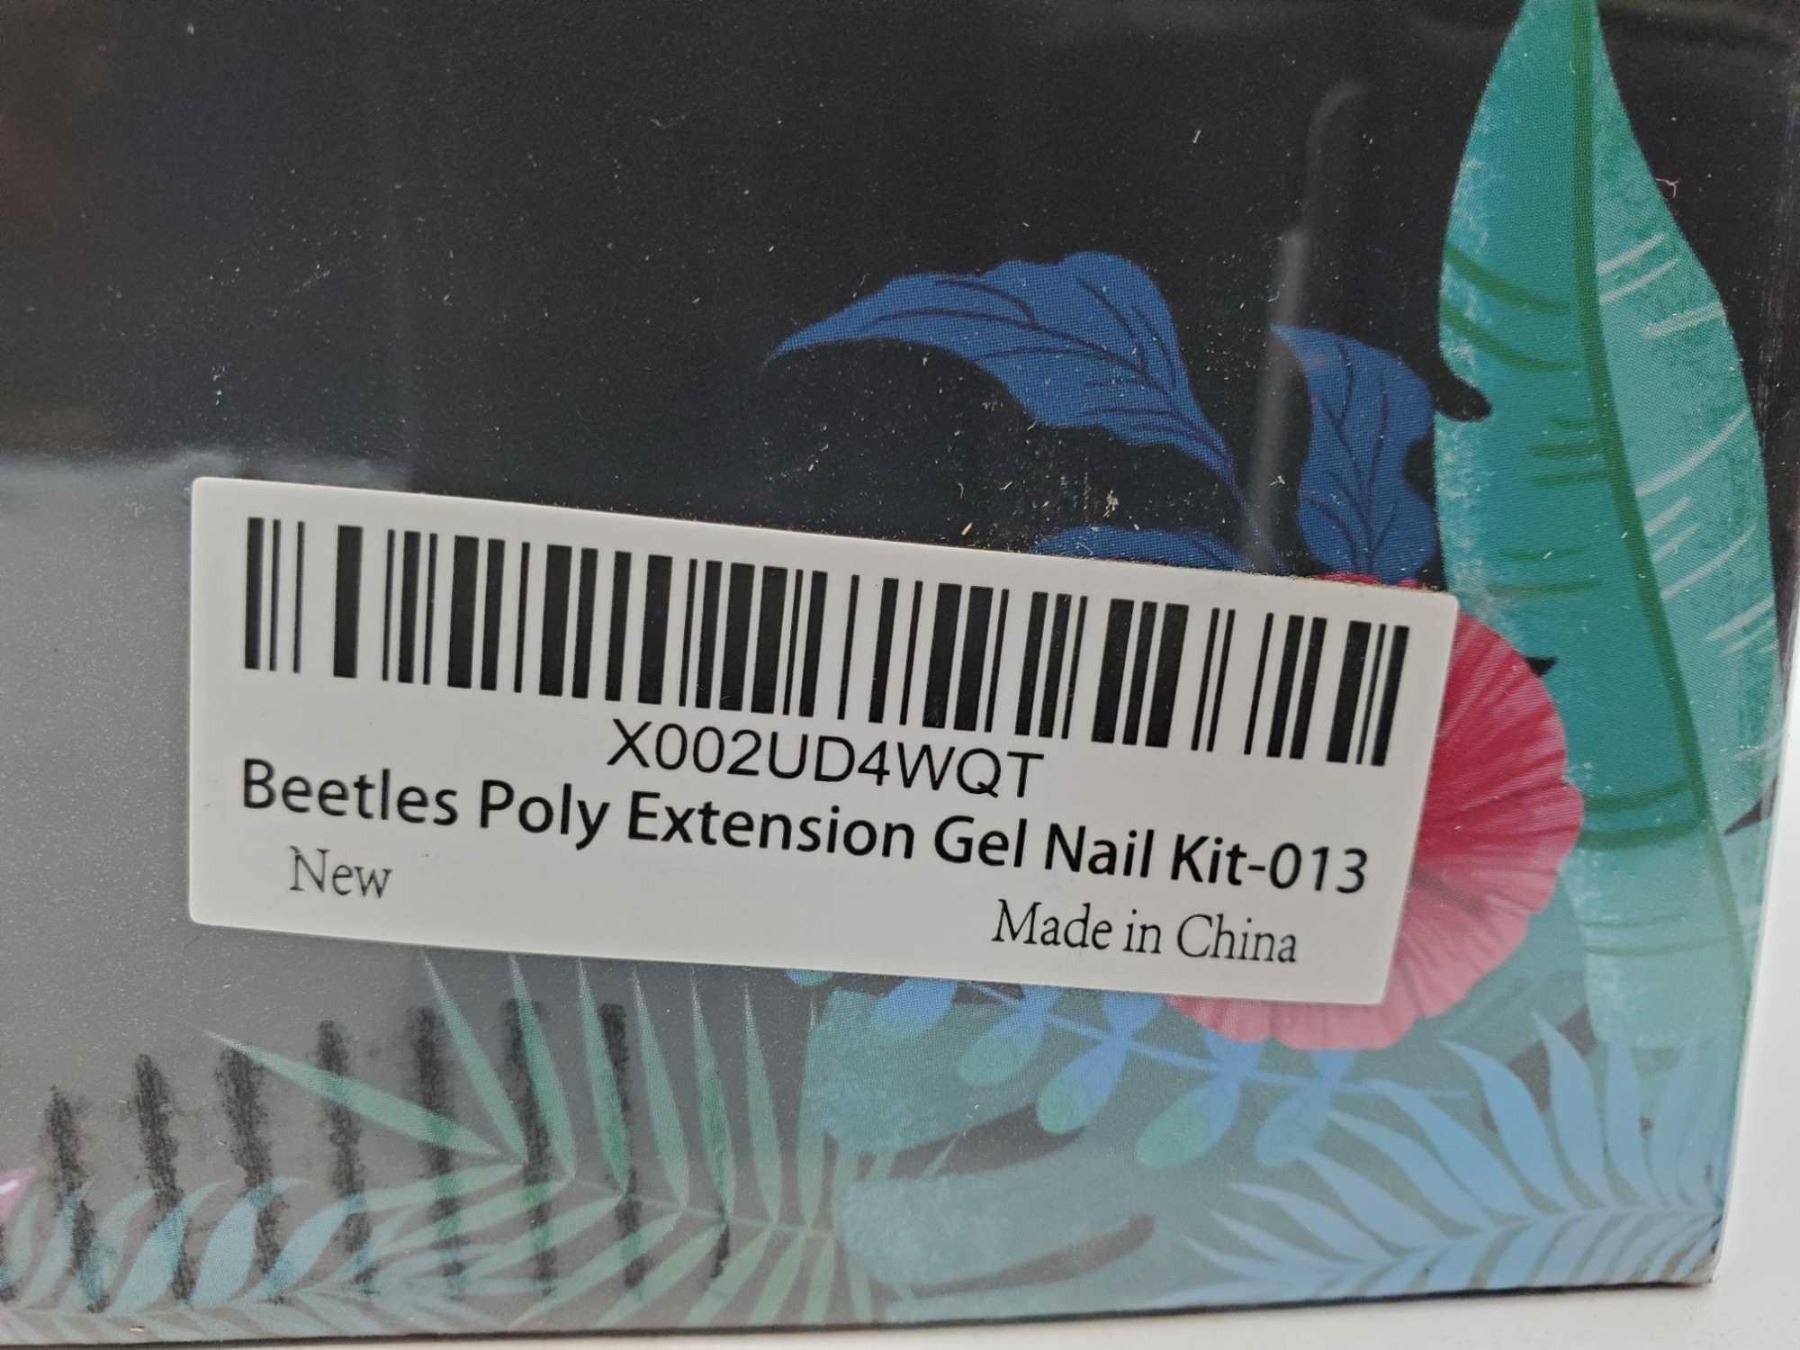 X002UD4WQT
Beetles Poly Extension Gel Nail Kit-013
New
Made in China